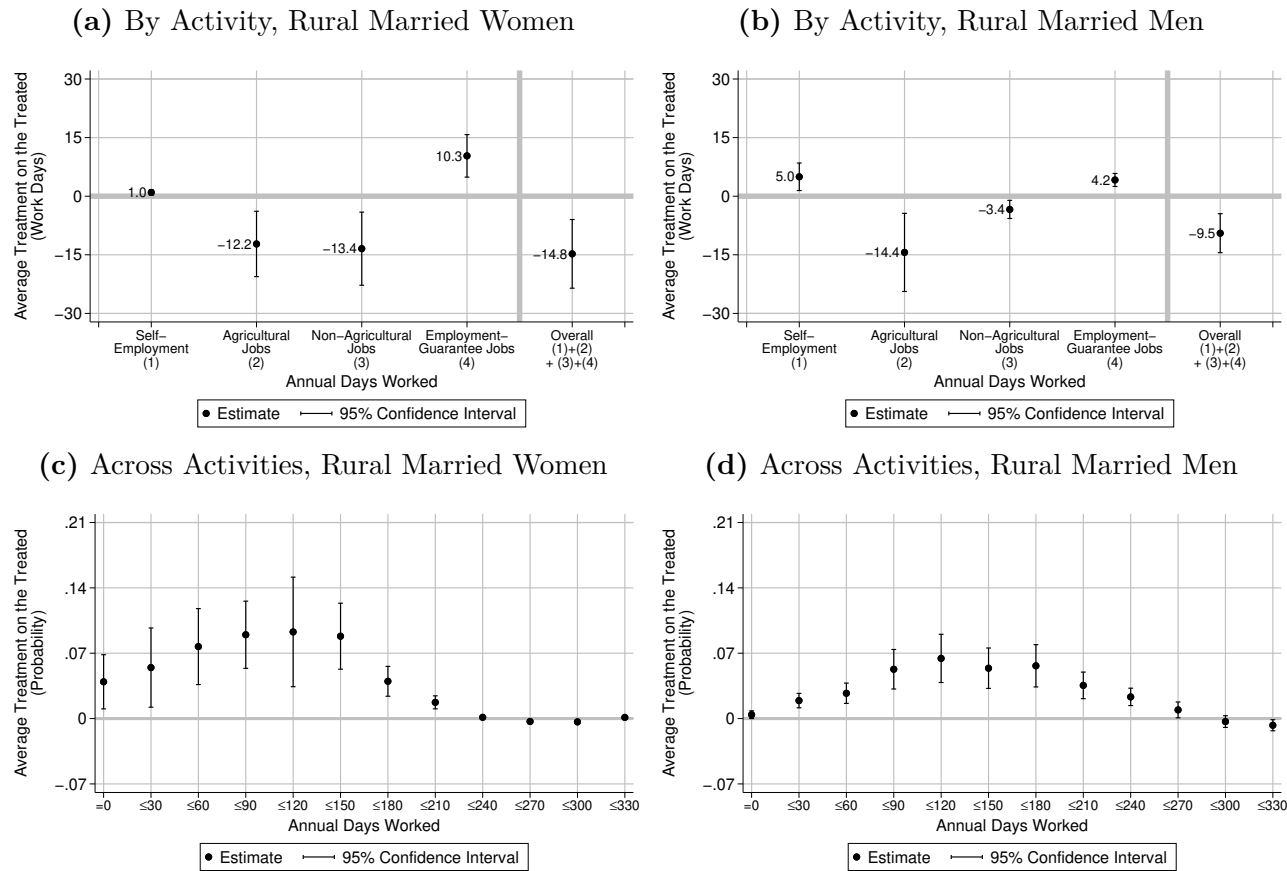 (a) By Activity, Rural Married Women
Average Treatment on the Treated
(Work Days)
30
15
0
−15
−30
1.0
−12.2
−13.4
10.3
−14.8
Self−
Employment
(1)
Agricultural
Jobs
(2)
Non−Agricultural
Jobs
(3)
Employment−
Guarantee Jobs
(4)
Overall
(1)+(2)
+ (3)+(4)
Annual Days Worked
Estimate 95% Confidence Interval
(b) By Activity, Rural Married Men
Average Treatment on the Treated
(Work Days)
30
15
0
−15
−30
5.0
−14.4
−3.4
4.2
−9.5
Self−
Employment
(1)
Agricultural
Jobs
(2)
Non−Agricultural
Jobs
(3)
Employment−
Guarantee Jobs
(4)
Overall
(1)+(2)
+ (3)+(4)
Annual Days Worked
Estimate 95% Confidence Interval
(c) Across Activities, Rural Married Women
Average Treatment on the Treated
(Probability)
.21
.14
.07
0
−.07
=0 ≤30 ≤60 ≤90 ≤120 ≤150 ≤180 ≤210 ≤240 ≤270 ≤300 ≤330
Annual Days Worked
Estimate 95% Confidence Interval
(d) Across Activities, Rural Married Men
Average Treatment on the Treated
(Probability)
.21
.14
.07
0
−.07
=0 ≤30 ≤60 ≤90 ≤120 ≤150 ≤180 ≤210 ≤240 ≤270 ≤300 ≤330
Annual Days Worked
Estimate 95% Confidence Interval